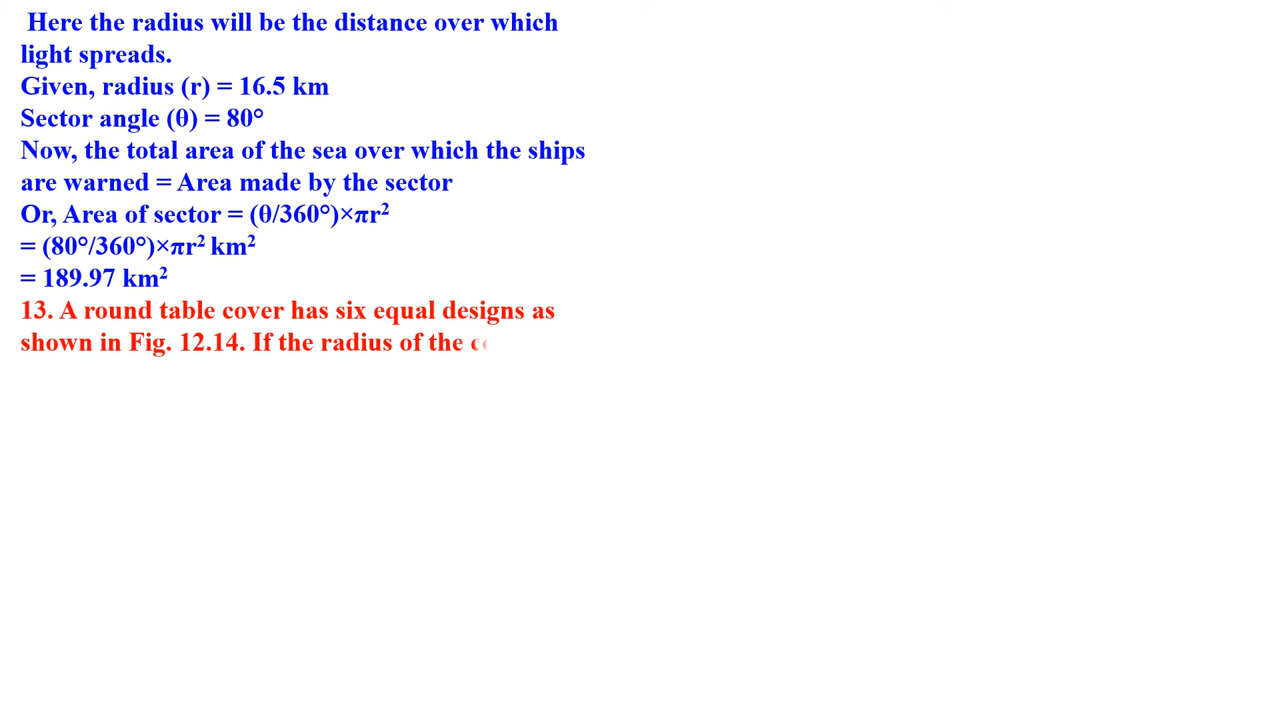 Here the radius will be the distance over which
light spreads.
Given, radius (r) = 16.5 km
Sector angle (θ) = 80°
Now, the total area of the sea over which the ships
are warned = Area made by the sector
Or, Area of sector = (θ/360°)×πr²
= (80°/360°)×πr² km²
= 189.97 km²
13. A round table cover has six equal designs as
shown in Fig. 12.14. If the radius of the